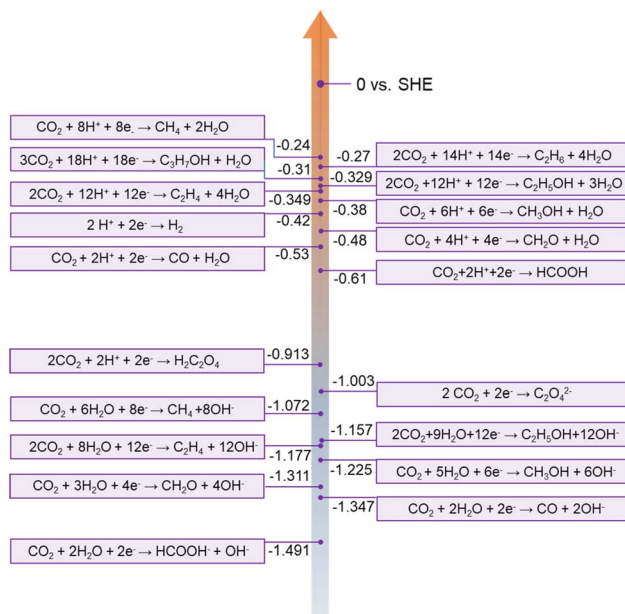 0 vs. SHE
CO₂ + 8H⁺ + 8e. → CH₄ + 2H₂O
-0.24
3CO₂ + 18H⁺ + 18e⁻ → C₃H₇OH + H₂O
-0.31
2CO₂ + 12H⁺ + 12e⁻ → C₂H₄ + 4H₂O
-0.349
2 H⁺ + 2e⁻ → H₂
-0.42
CO₂ + 2H⁺ + 2e⁻ → CO + H₂O
-0.53
-0.27
2CO₂ + 14H⁺ + 14e⁻ → C₂H₆ + 4H₂O
-0.329
2CO₂ +12H⁺ + 12e⁻ → C₂H₅OH + 3H₂O
-0.38
CO₂ + 6H⁺ + 6e⁻ → CH₃OH + H₂O
-0.48
CO₂ + 4H⁺ + 4e⁻ → CH₂O + H₂O
-0.61
CO₂+2H⁺+2e⁻ → HCOOH
2CO₂ + 2H⁺ + 2e⁻ → H₂C₂O₄
-0.913
CO₂ + 6H₂O + 8e⁻ → CH₄ +8OH⁻
-1.072
2CO₂ + 8H₂O + 12e⁻ → C₂H₄ + 12OH⁻
-1.177
CO₂ + 3H₂O + 4e⁻ → CH₂O + 4OH⁻
-1.311
CO₂ + 2H₂O + 2e⁻ → HCOOH⁻ + OH⁻
-1.491
-1.003
2 CO₂ + 2e⁻ → C₂O₄²⁻
-1.157
2CO₂+9H₂O+12e⁻ → C₂H₅OH+12OH⁻
-1.225
CO₂ + 5H₂O + 6e⁻ → CH₃OH + 6OH⁻
-1.347
CO₂ + 2H₂O + 2e⁻ → CO + 2OH⁻